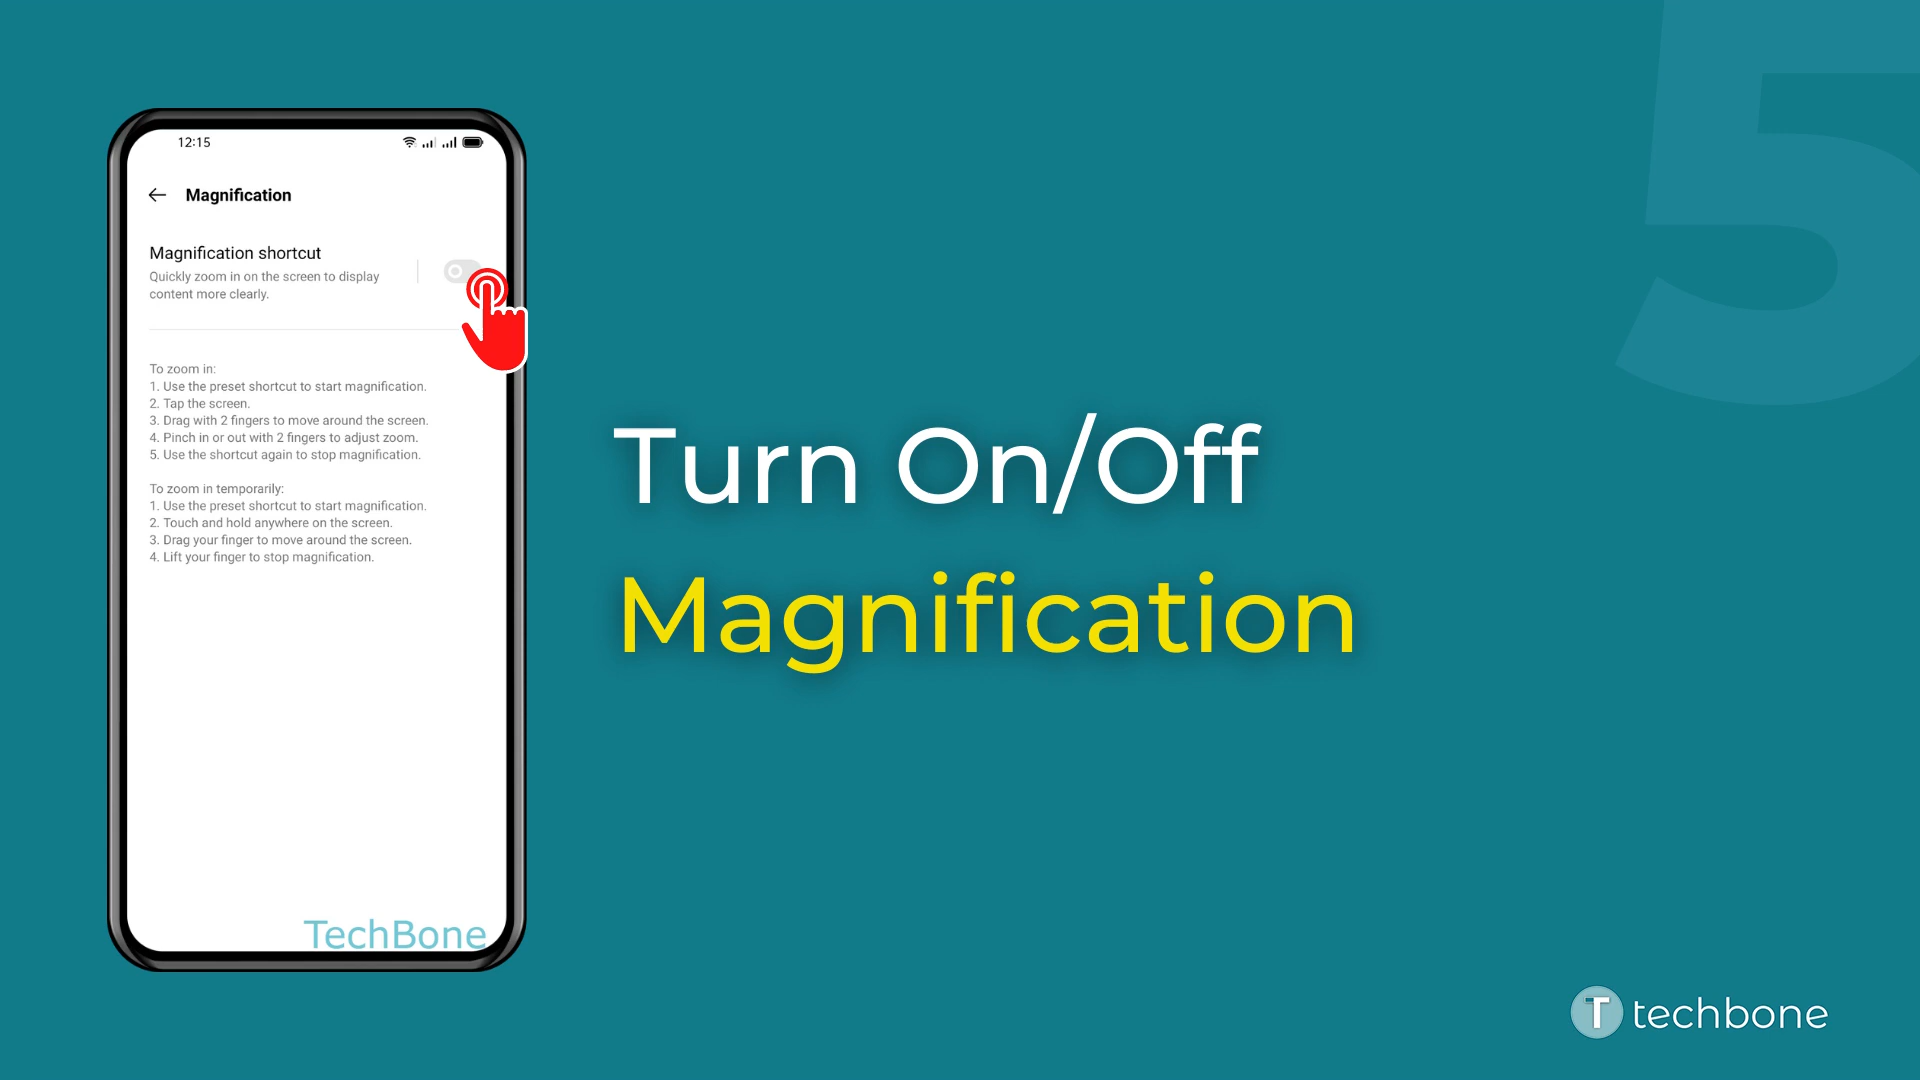 5
12:15
Magnification
Magnification shortcut
Quickly zoom in on the screen to display
content more clearly.
To zoom in:
1. Use the preset shortcut to start magnification.
2. Tap the screen.
3. Drag with 2 fingers to move around the screen.
4. Pinch in or out with 2 fingers to adjust zoom.
5. Use the shortcut again to stop magnification.
To zoom in temporarily:
1. Use the preset shortcut to start magnification.
2. Touch and hold anywhere on the screen.
3. Drag your finger to move around the screen.
4. Lift your finger to stop magnification.
TechBone
Turn On/Off
Magnification
T techbone